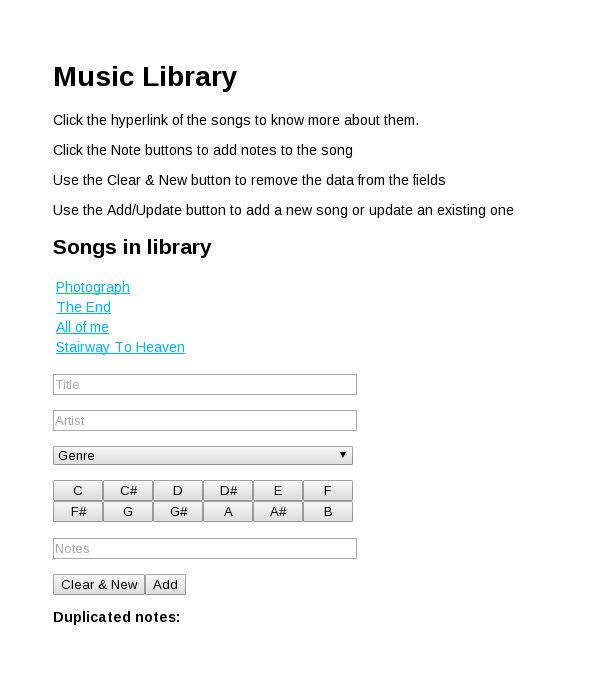 Music Library
Click the hyperlink of the songs to know more about them.
Click the Note buttons to add notes to the song
Use the Clear & New button to remove the data from the fields
Use the Add/Update button to add a new song or update an existing one
Songs in library
Photograph
The End
All of me
Stairway To Heaven
Title
Artist
Genre
C C# D D# E F
F# G G# A A# B
Notes
Clear & New Add
Duplicated notes: